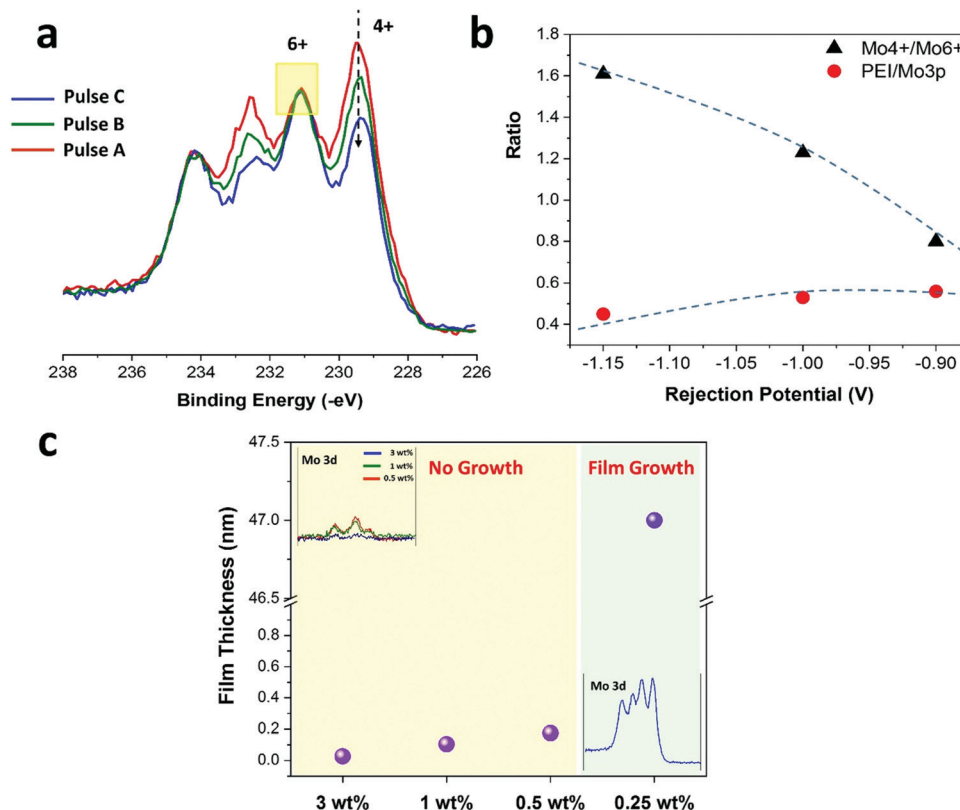 a
6+
4+
Pulse C
Pulse B
Pulse A
238 236 234 232 230 228 226
Binding Energy (-eV)
b
Mo4+/Mo6+
PEI/Mo3p
1.8
1.6
1.4
1.2
1.0
0.8
0.6
0.4
Ratio
-1.15 -1.10 -1.05 -1.00 -0.95 -0.90
Rejection Potential (V)
c
47.5
47.0
46.5
0.8
0.6
0.4
0.2
0.0
Film Thickness (nm)
Mo 3d
3 wt%
1 wt%
0.5 wt%
No Growth
Film Growth
Mo 3d
3 wt% 1 wt% 0.5 wt% 0.25 wt%